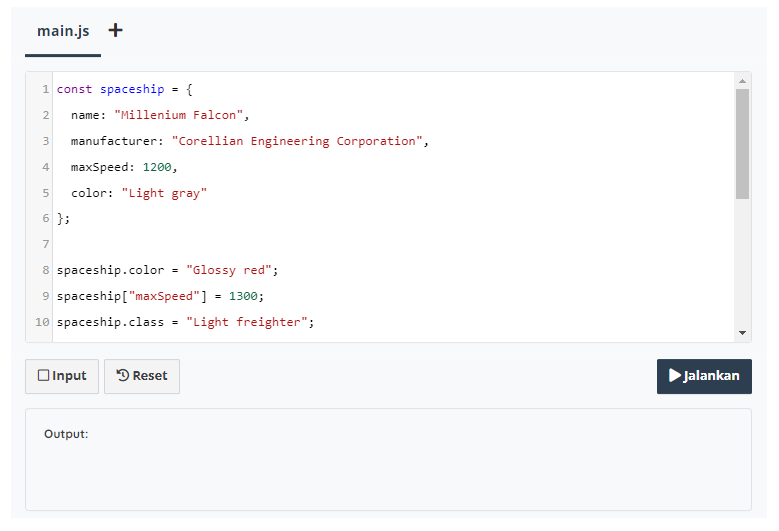 main.js +
1 const spaceship = {
2   name: "Millenium Falcon",
3   manufacturer: "Corellian Engineering Corporation",
4   maxSpeed: 1200,
5   color: "Light gray"
6 };
7
8 spaceship.color = "Glossy red";
9 spaceship["maxSpeed"] = 1300;
10 spaceship.class = "Light freighter";
Input Reset Jalankan
Output: